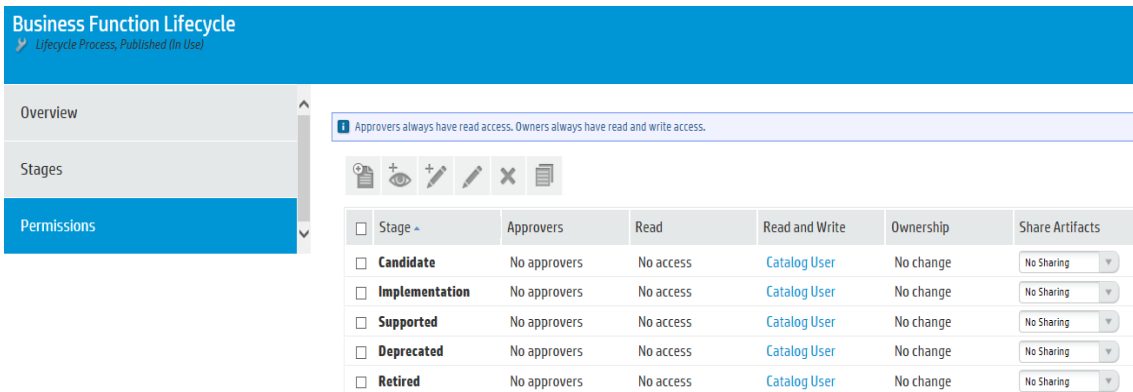 Business Function Lifecycle
Lifecycle Process, Published (In Use)
Overview
Stages
Permissions
Approvers always have read access. Owners always have read and write access.
Stage Approvers Read Read and Write Ownership Share Artifacts
Candidate No approvers No access Catalog User No change No Sharing
Implementation No approvers No access Catalog User No change No Sharing
Supported No approvers No access Catalog User No change No Sharing
Deprecated No approvers No access Catalog User No change No Sharing
Retired No approvers No access Catalog User No change No Sharing